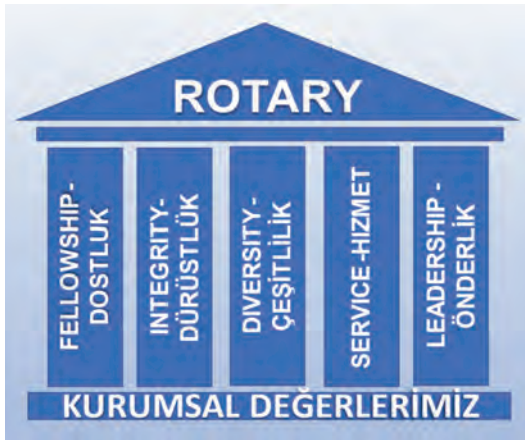 ROTARY
FELLOWSHIP -
DOSTLUK
INTEGRITY-
DÜRÜSTLÜK
DIVERSITY-
ÇEŞİTLİLİK
SERVICE -HIZMET
LEADERSHIP -
ÖNDERLİK
KURUMSAL DEĞERLERİMİZ